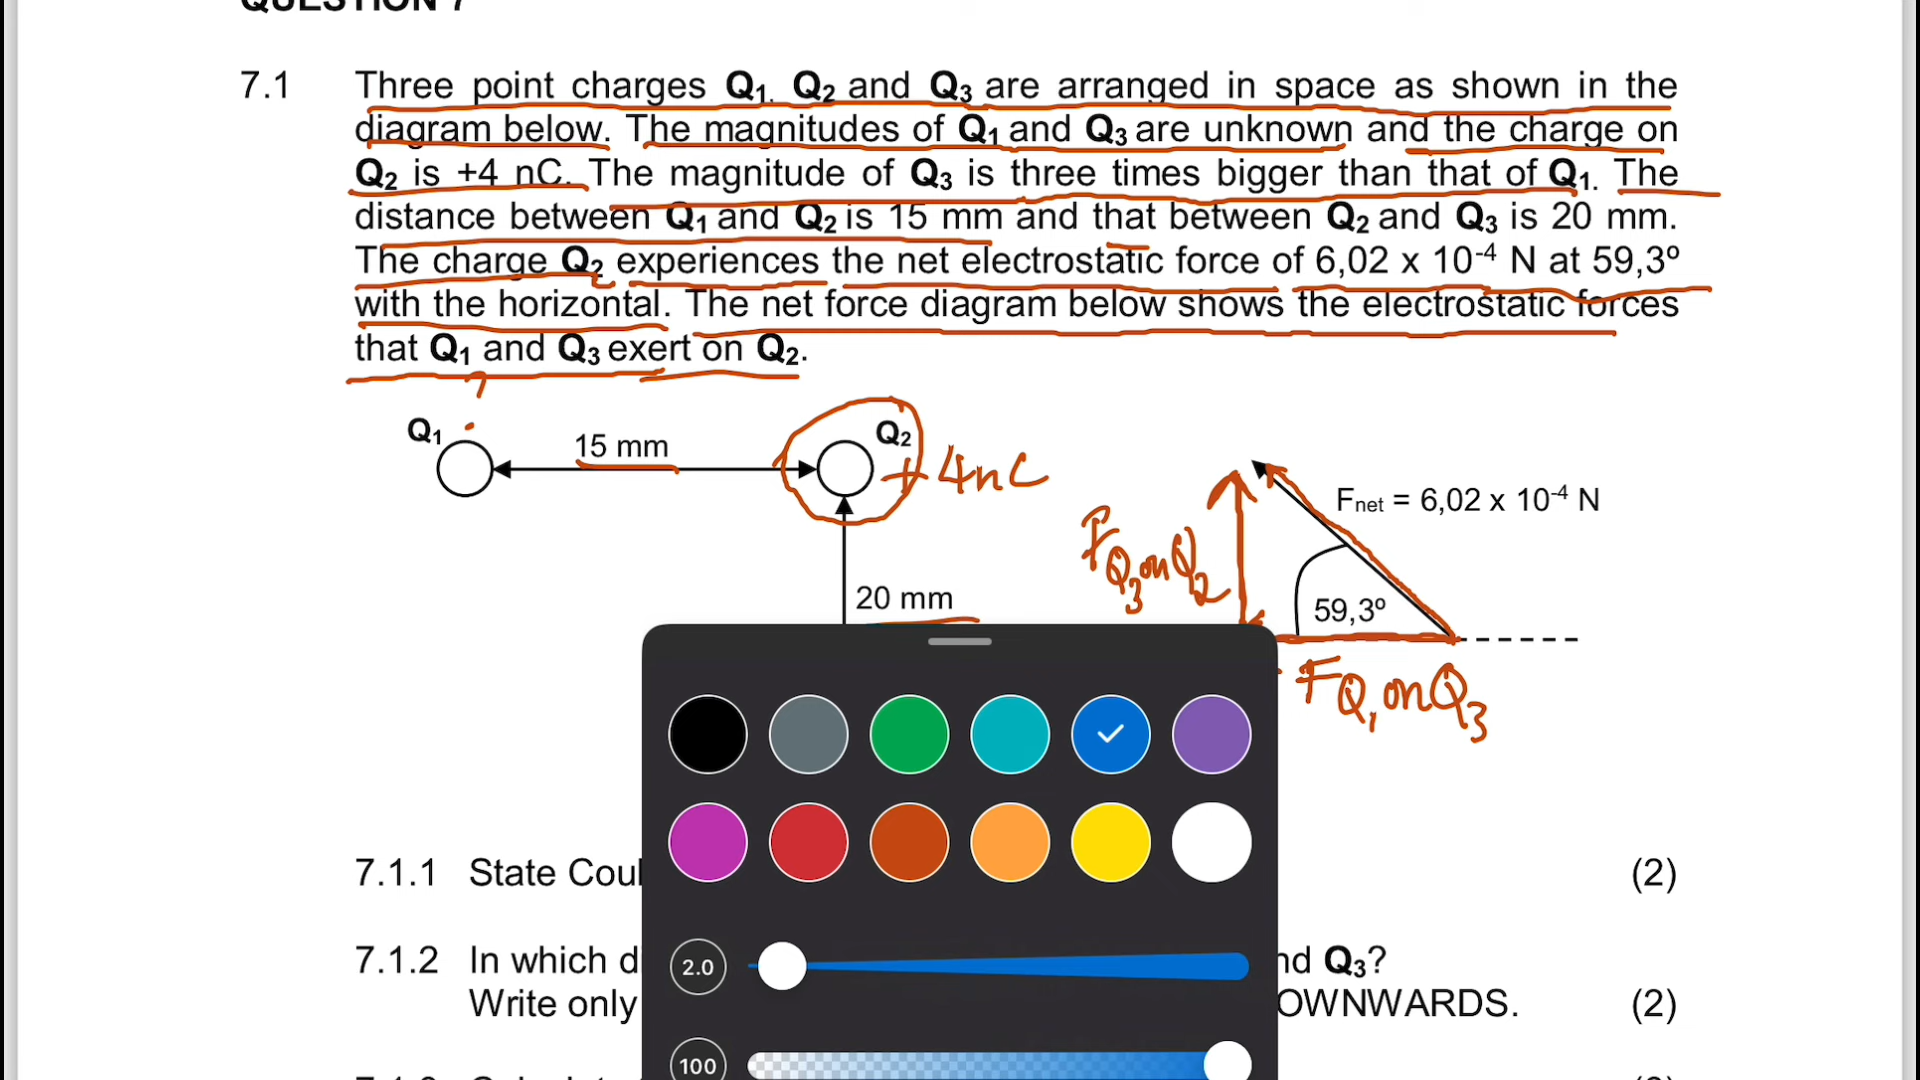 QUESTION 7
7.1 Three point charges Q1, Q2 and Q3 are arranged in space as shown in the
diagram below. The magnitudes of Q1 and Q3 are unknown and the charge on
Q2 is +4 nC. The magnitude of Q3 is three times bigger than that of Q1. The
distance between Q1 and Q2 is 15 mm and that between Q2 and Q3 is 20 mm.
The charge Q2 experiences the net electrostatic force of 6,02 x 10-4 N at 59,3º
with the horizontal. The net force diagram below shows the electrostatic forces
that Q1 and Q3 exert on Q2.
?
Q1
15 mm
Q2
+4nC
Fnet = 6,02 x 10-4 N
FQ3onQ2
20 mm
59,3º
FQ1onQ3
7.1.1 State Coul (2)
7.1.2 In which d nd Q3?
2.0
Write only OWNWARDS. (2)
100